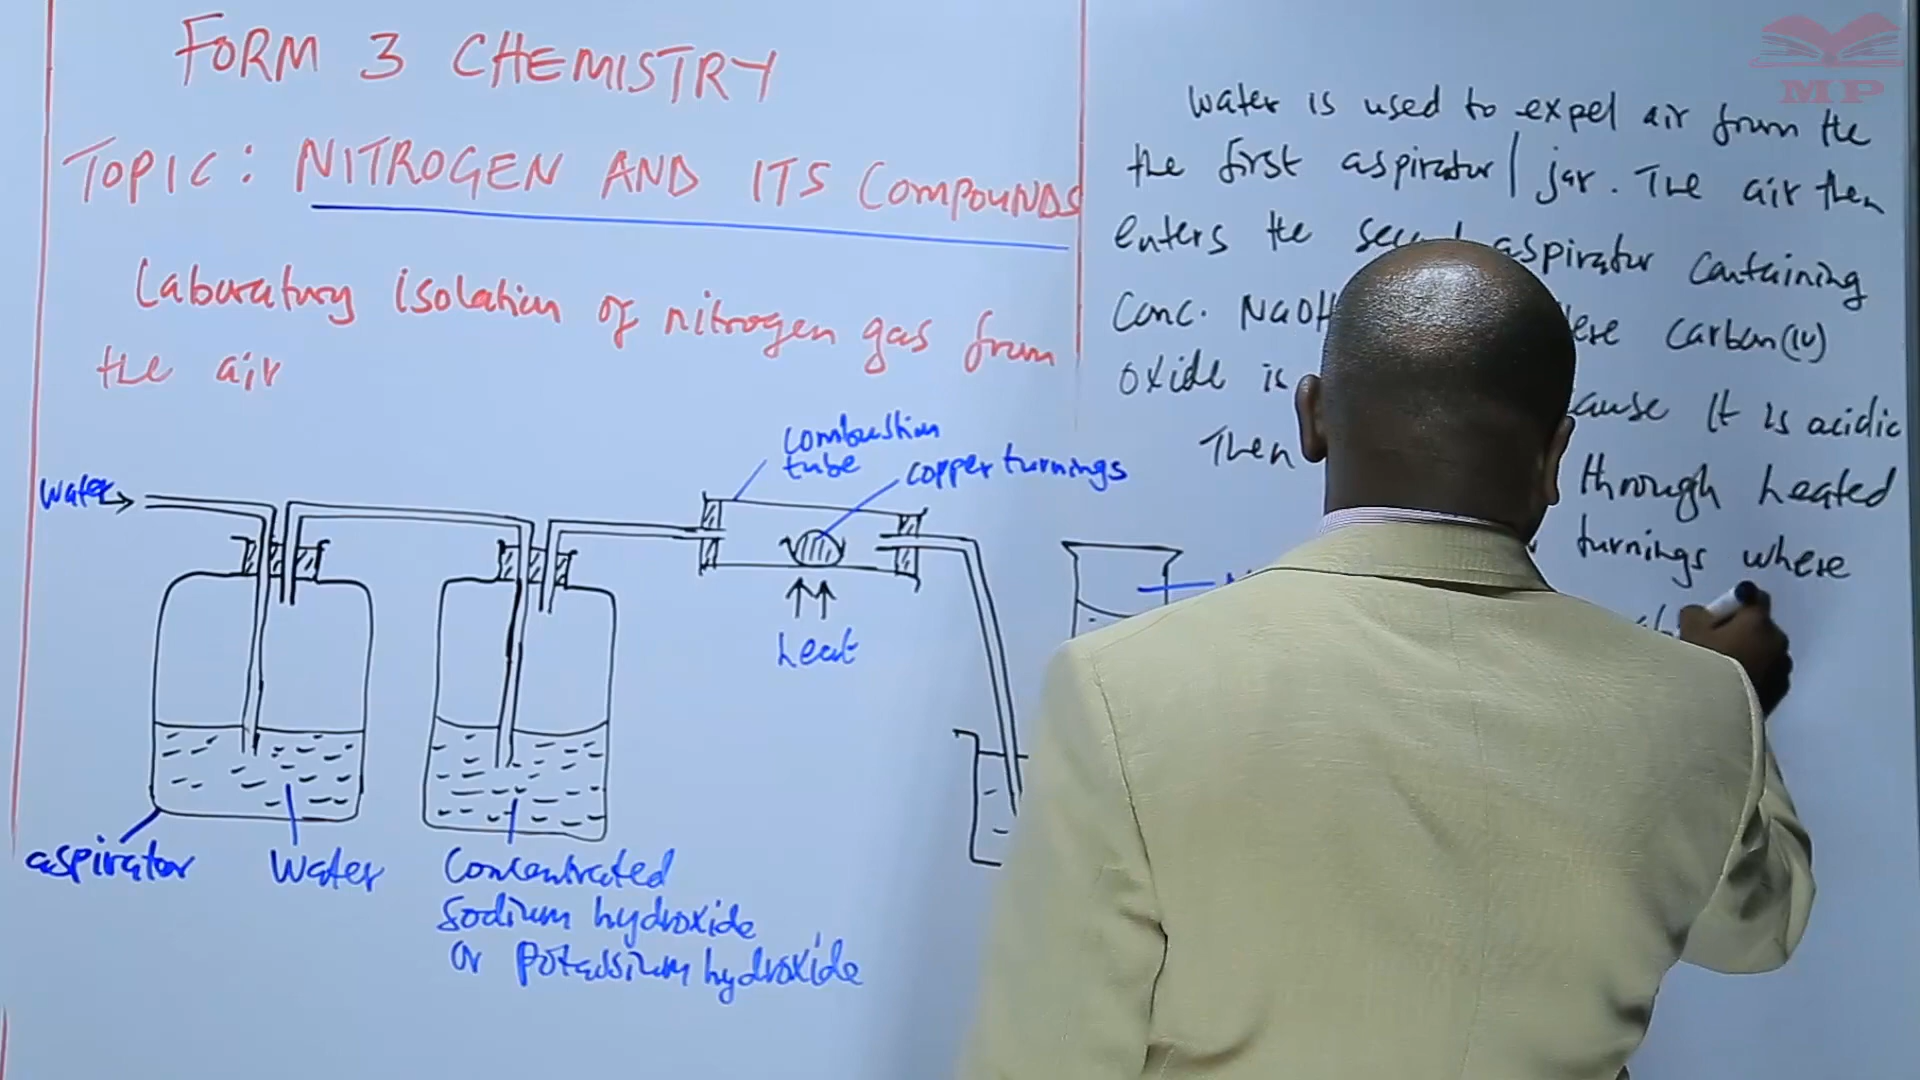 FORM 3 CHEMISTRY
TOPIC: NITROGEN AND ITS COMPOUNDS
Laboratory isolation of nitrogen gas from
the air
water
combustion
tube
copper turnings
heat
aspirator
water
Concentrated
sodium hydroxide
or potassium hydroxide
MP
Water is used to expel air from the
the first aspirator/jar. The air then
enters the aspirator containing
Conc. NaOH carbon(IV)
oxide is it is acidic
Then through heated
turnings where